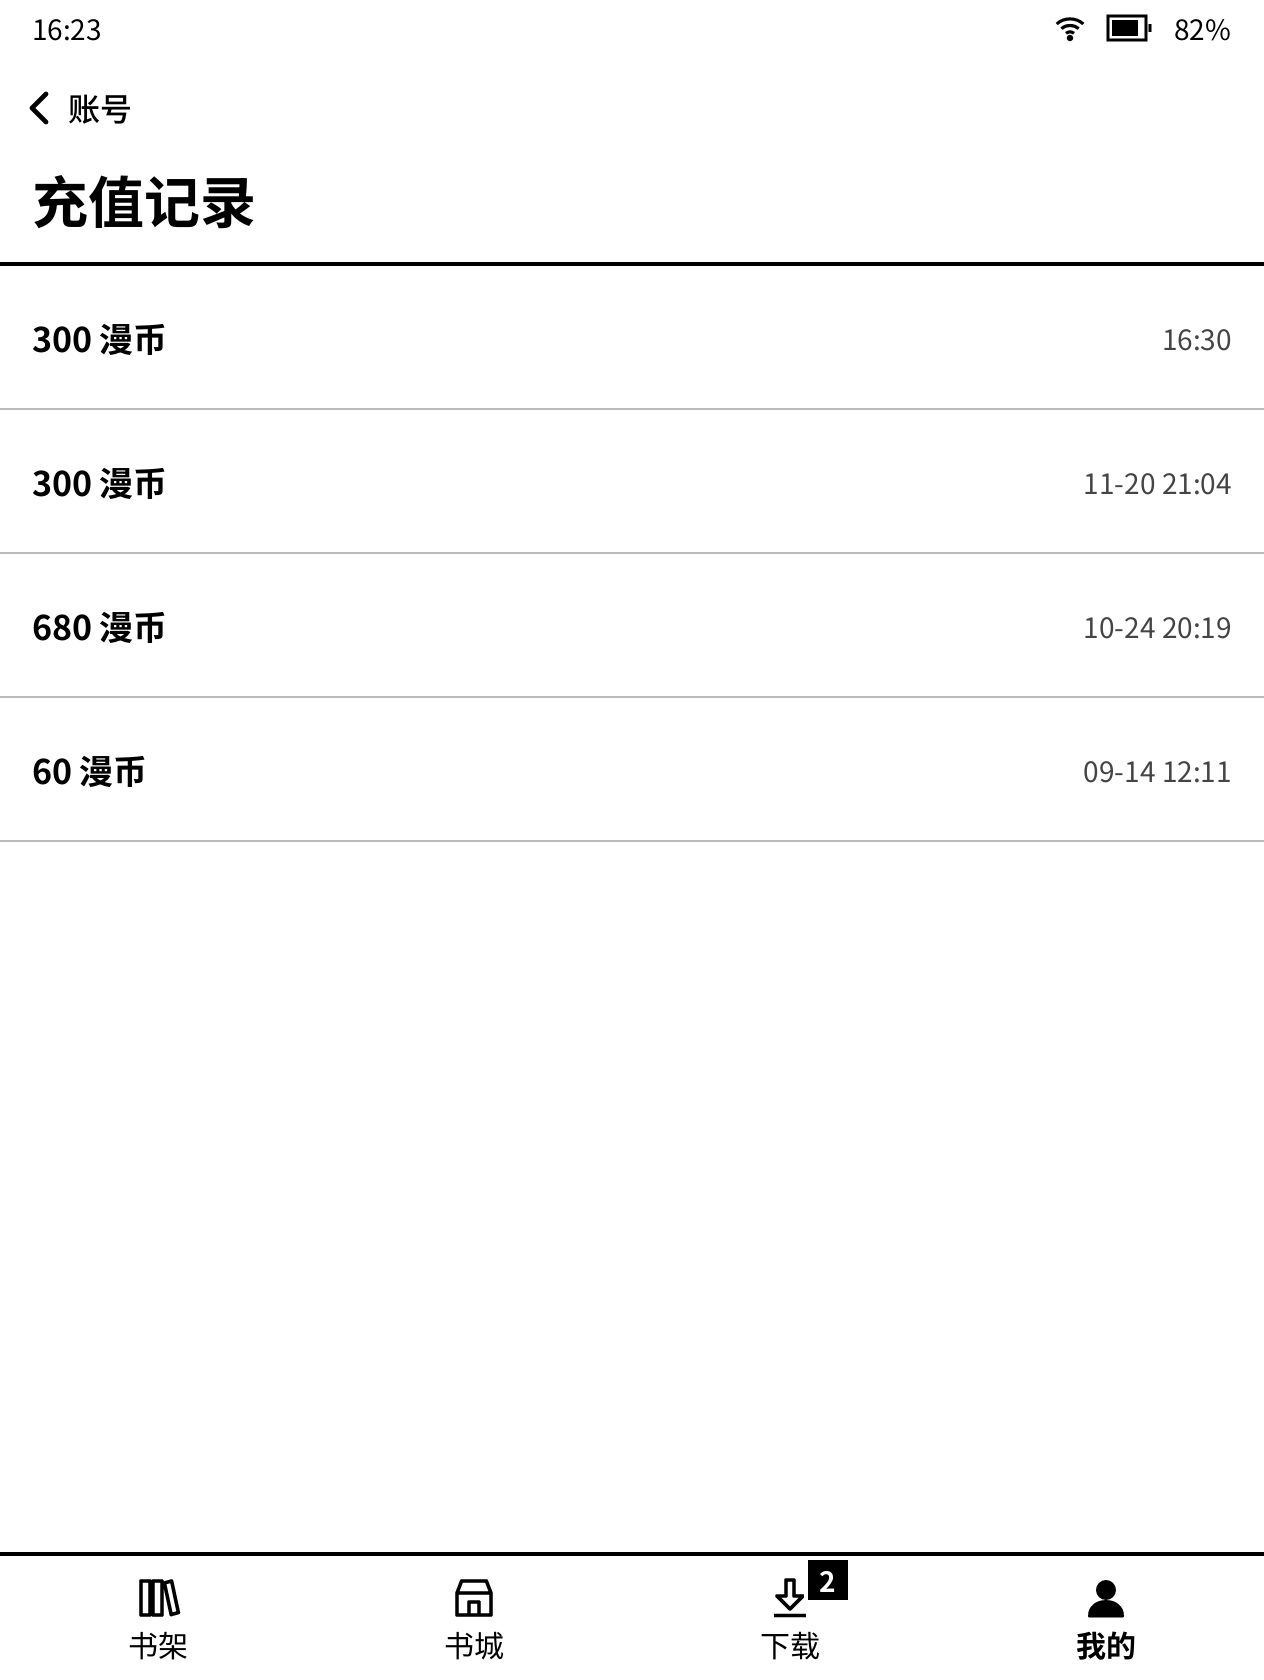 16:23 82%
账号
充值记录
300 漫币 16:30
300 漫币 11-20 21:04
680 漫币 10-24 20:19
60 漫币 09-14 12:11
2
书架 书城 下载 我的